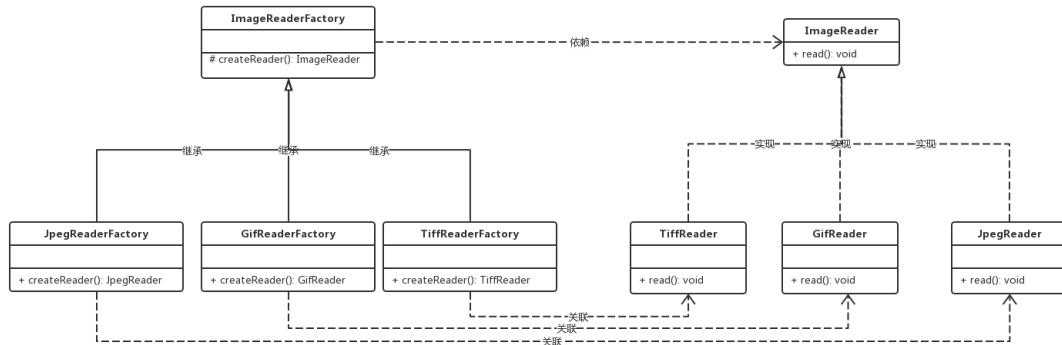 ImageReaderFactory
# createReader(): ImageReader
依赖
ImageReader
+ read(): void
继承
继承
继承
实现
实现
实现
JpegReaderFactory
+ createReader(): JpegReader
GifReaderFactory
+ createReader(): GifReader
TiffReaderFactory
+ createReader(): TiffReader
TiffReader
+ read(): void
GifReader
+ read(): void
JpegReader
+ read(): void
关联
关联
关联